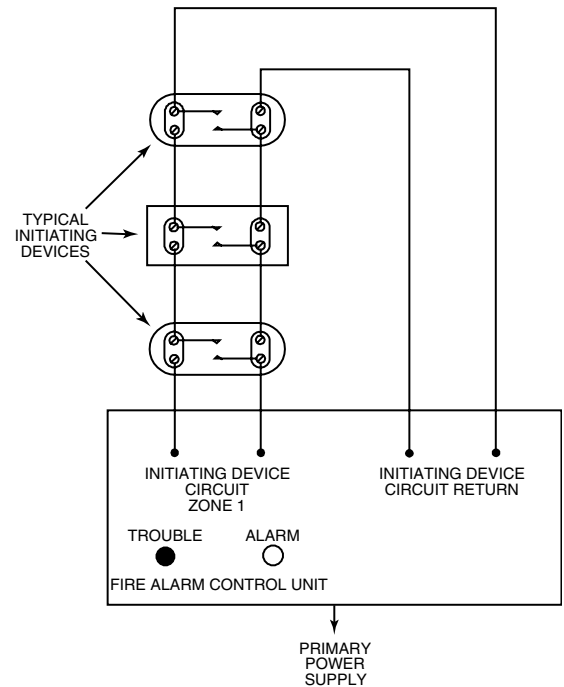 TYPICAL
INITIATING
DEVICES
INITIATING DEVICE
CIRCUIT
ZONE 1
INITIATING DEVICE
CIRCUIT RETURN
TROUBLE
ALARM
FIRE ALARM CONTROL UNIT
PRIMARY
POWER
SUPPLY